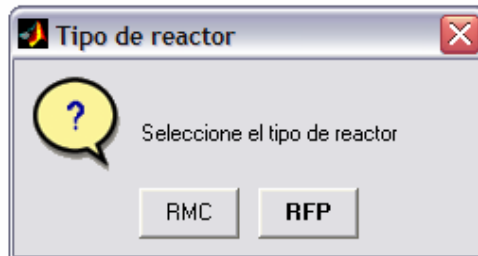 Tipo de reactor
?
Seleccione el tipo de reactor
RMC RFP